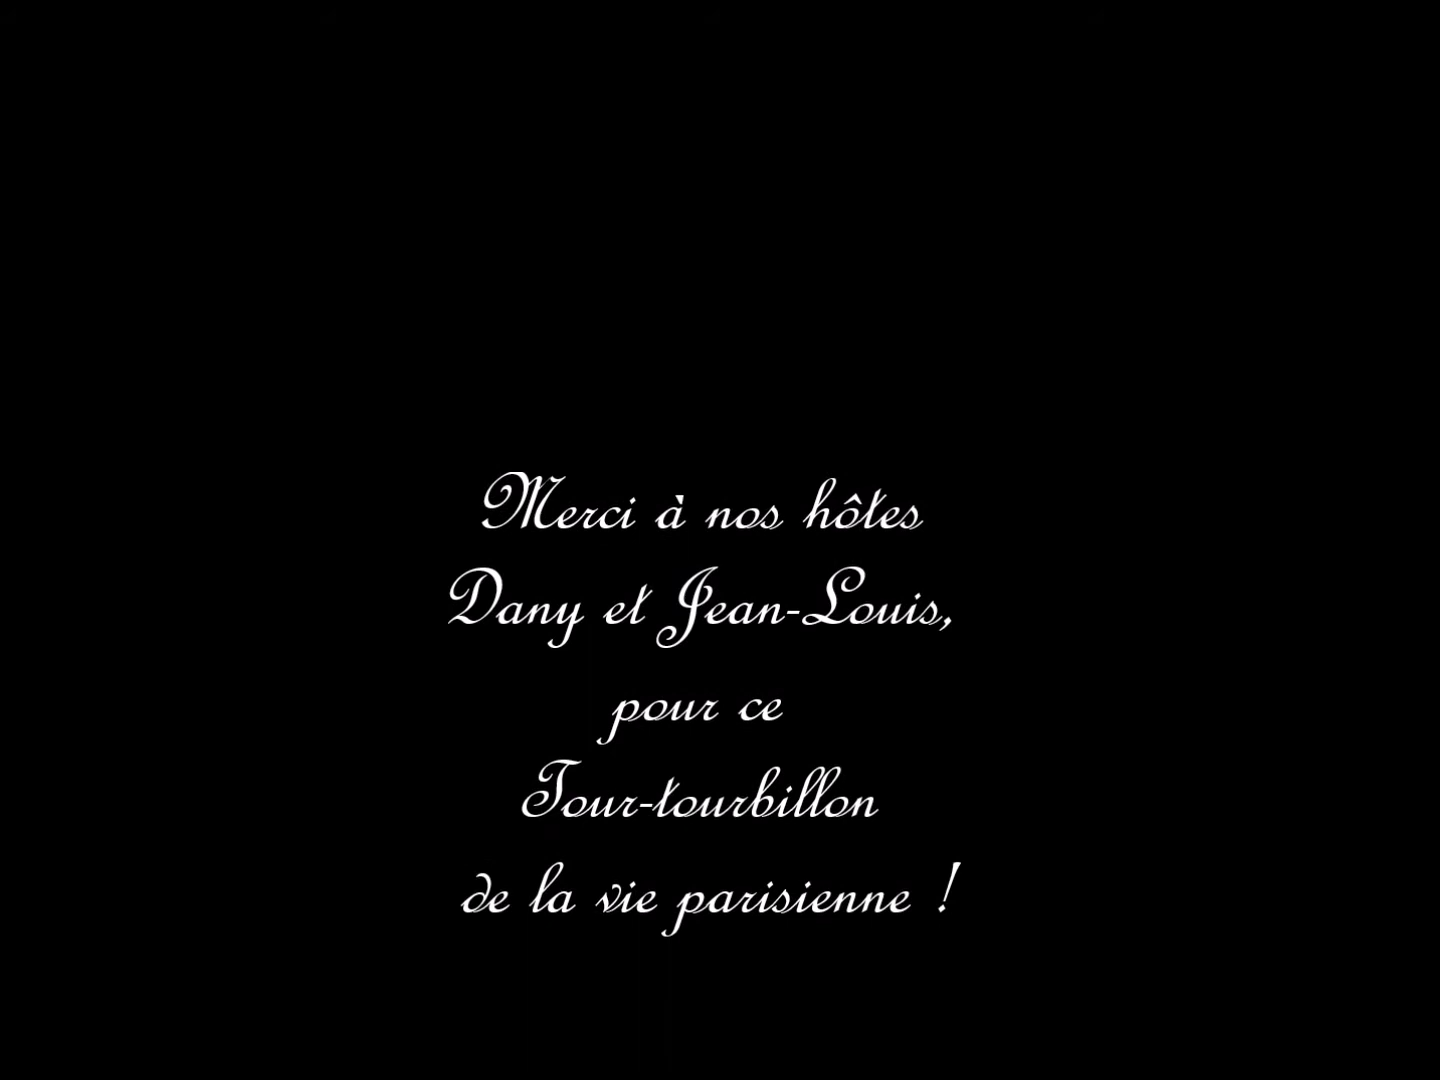 Merci à nos hôtes
Dany et Jean-Louis,
pour ce
Tour-tourbillon
de la vie parisienne !